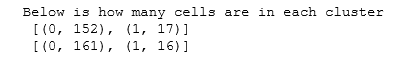 Below is how many cells are in each cluster
[(0, 152), (1, 17)]
[(0, 161), (1, 16)]